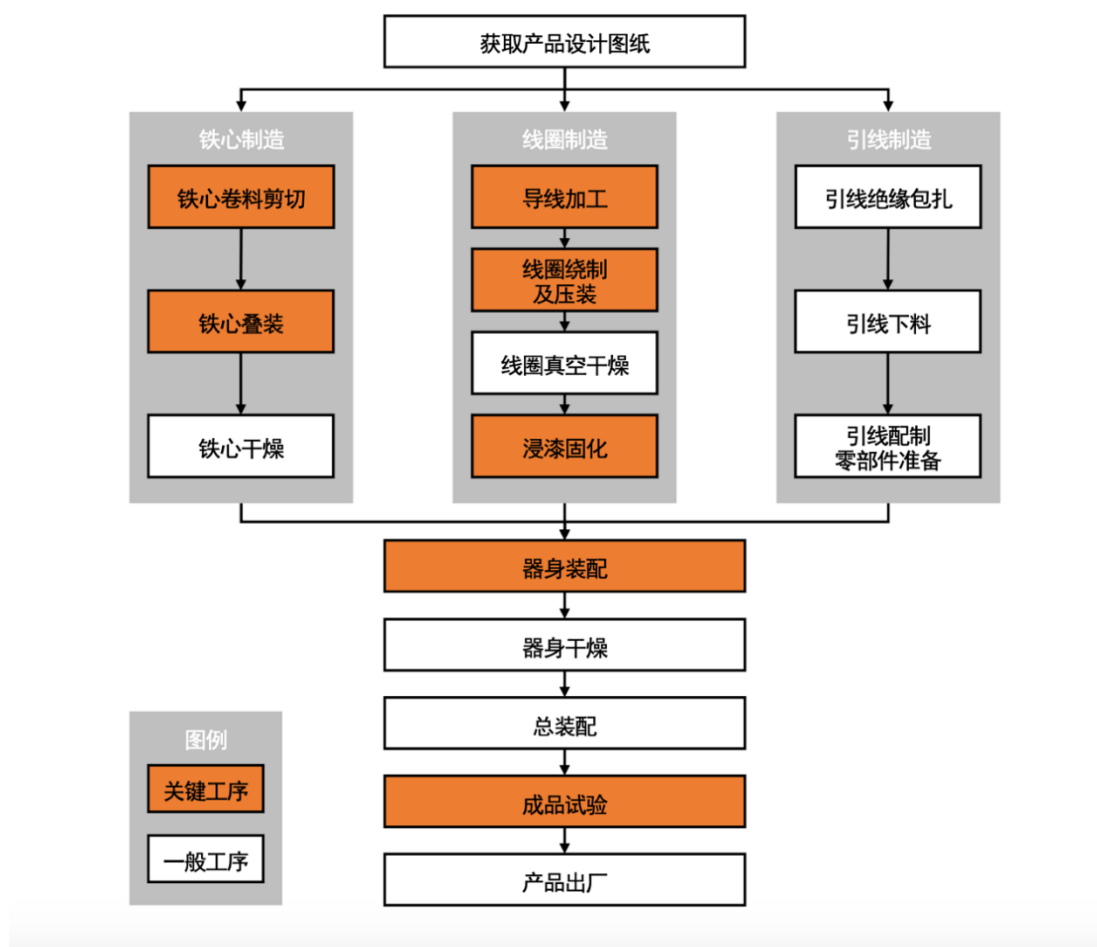 获取产品设计图纸
铁心制造
铁心卷料剪切
铁心叠装
铁心干燥
线圈制造
导线加工
线圈绕制
及压装
线圈真空干燥
浸漆固化
引线制造
引线绝缘包扎
引线下料
引线配制
零部件准备
器身装配
器身干燥
总装配
成品试验
产品出厂
图例
关键工序
一般工序